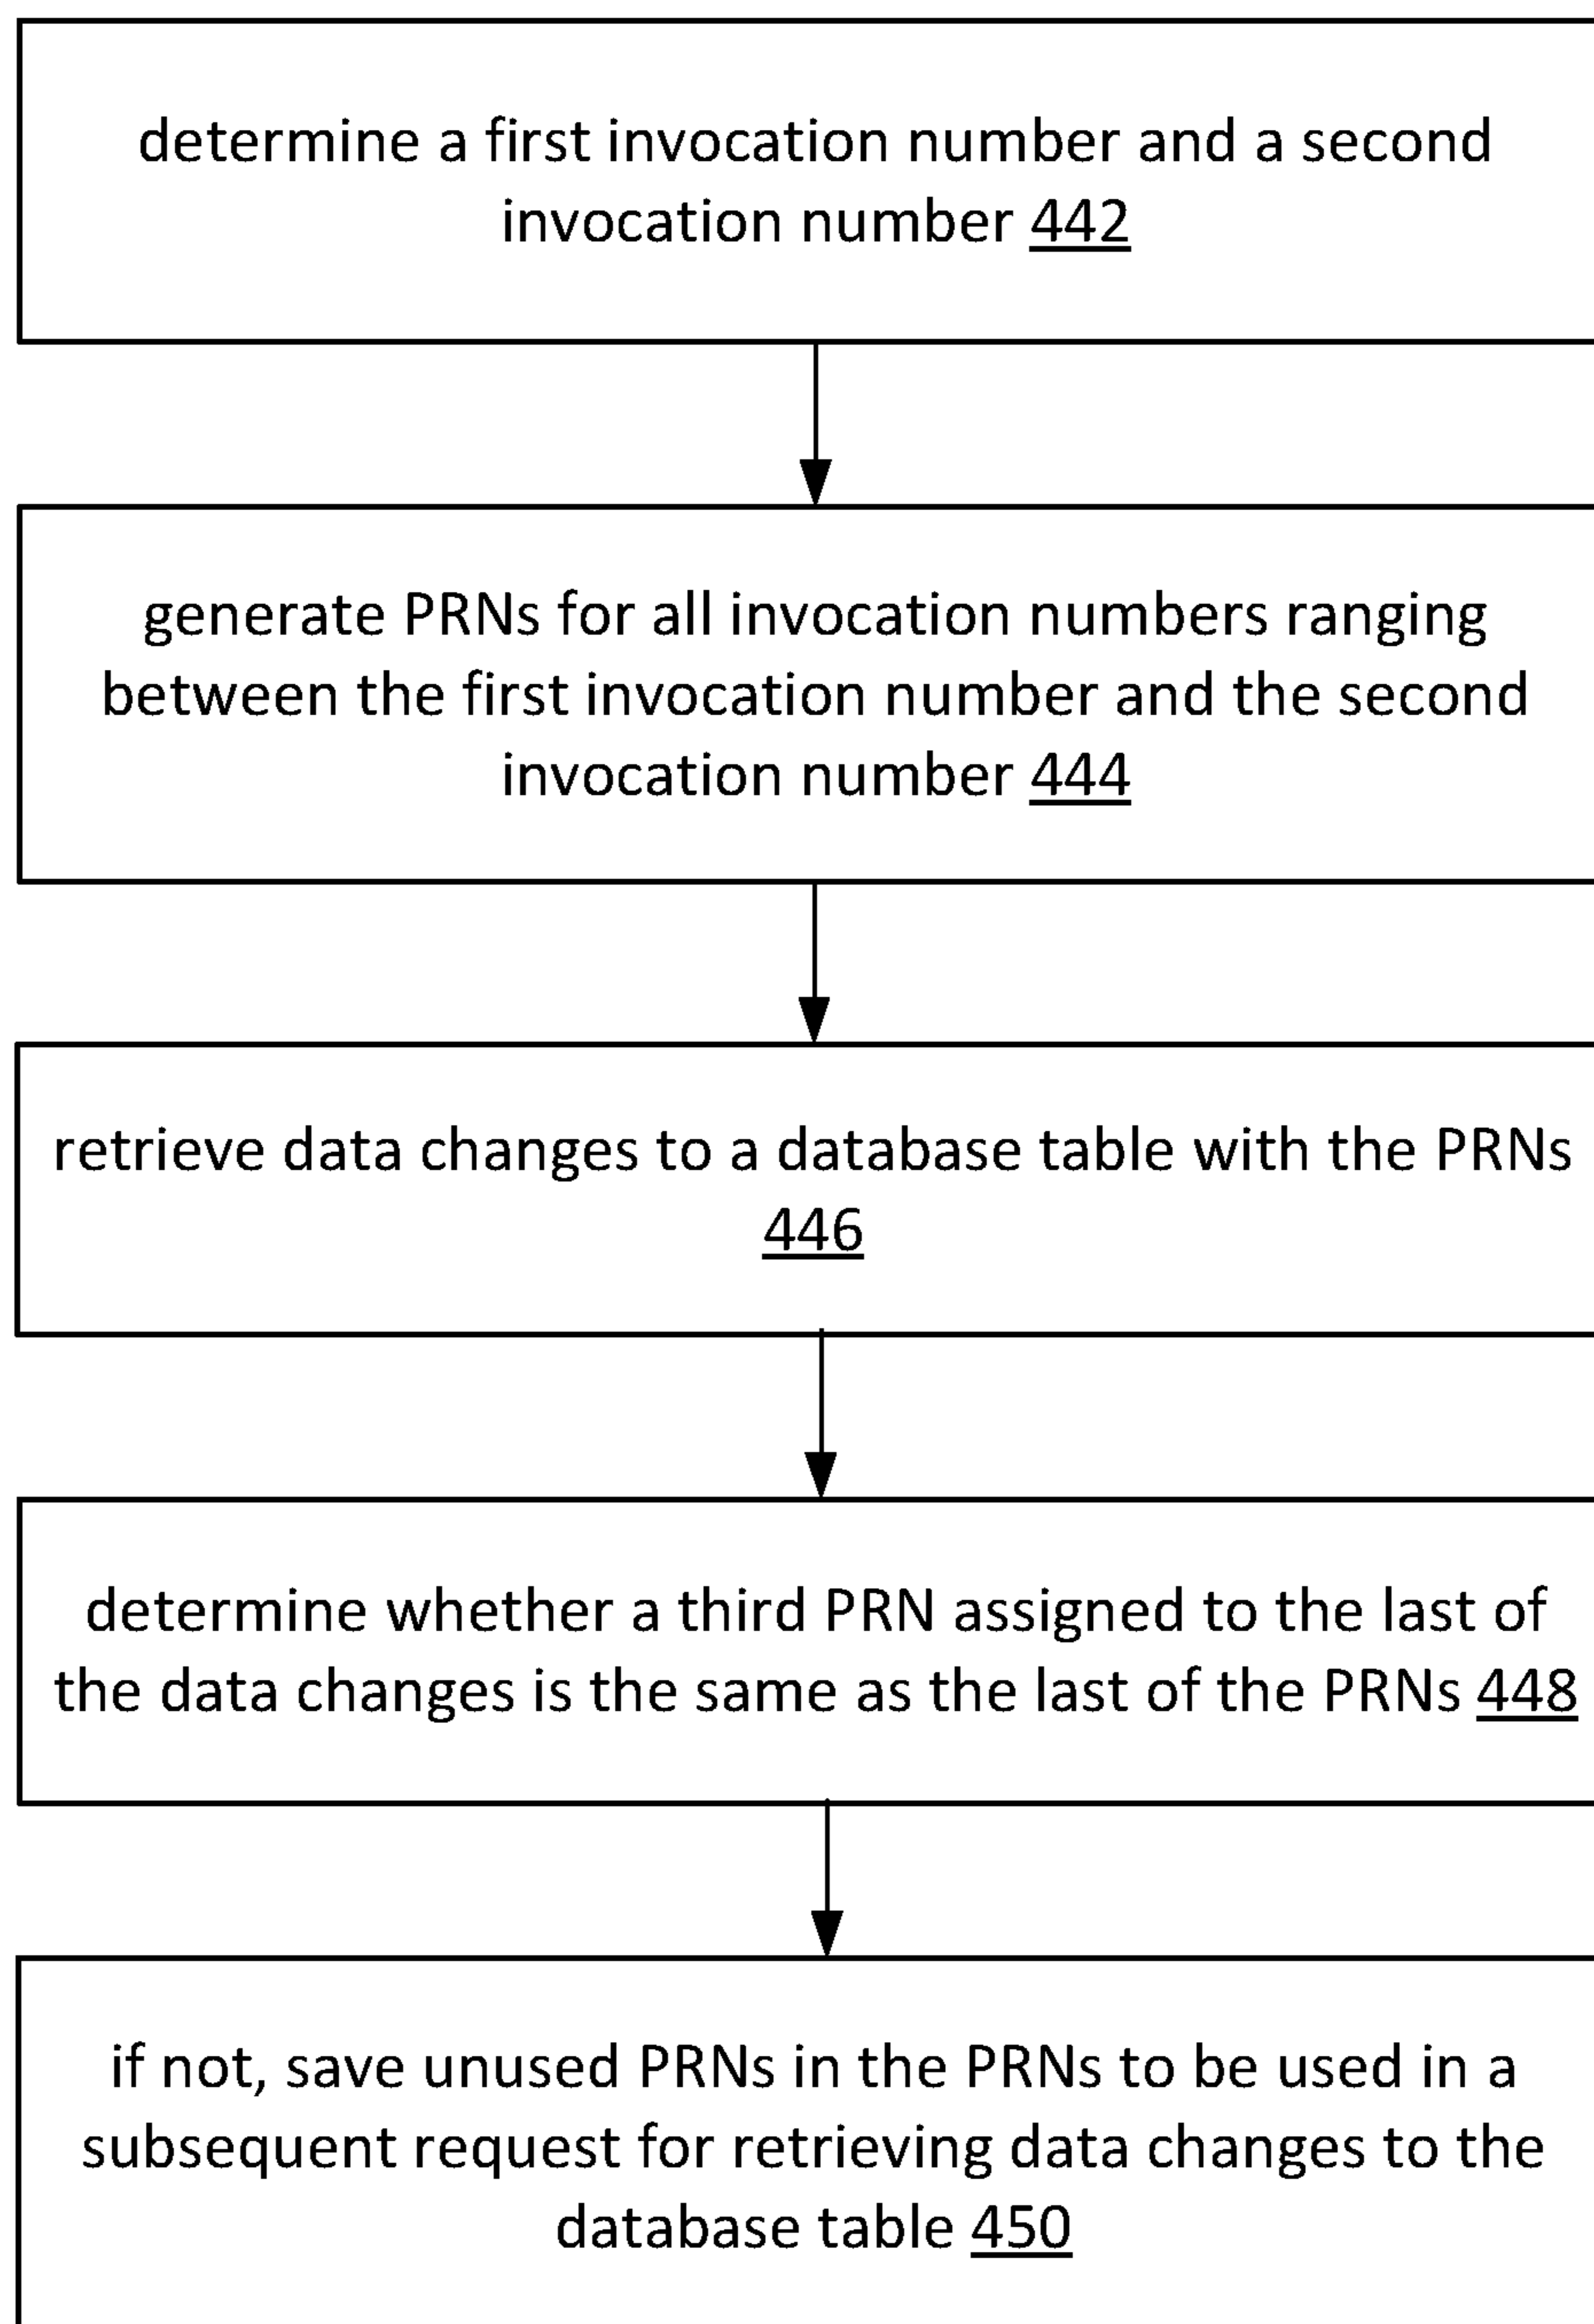 determine a first invocation number and a second
invocation number 442
generate PRNs for all invocation numbers ranging
between the first invocation number and the second
invocation number 444
retrieve data changes to a database table with the PRNs
446
determine whether a third PRN assigned to the last of
the data changes is the same as the last of the PRNs 448
if not, save unused PRNs in the PRNs to be used in a
subsequent request for retrieving data changes to the
database table 450